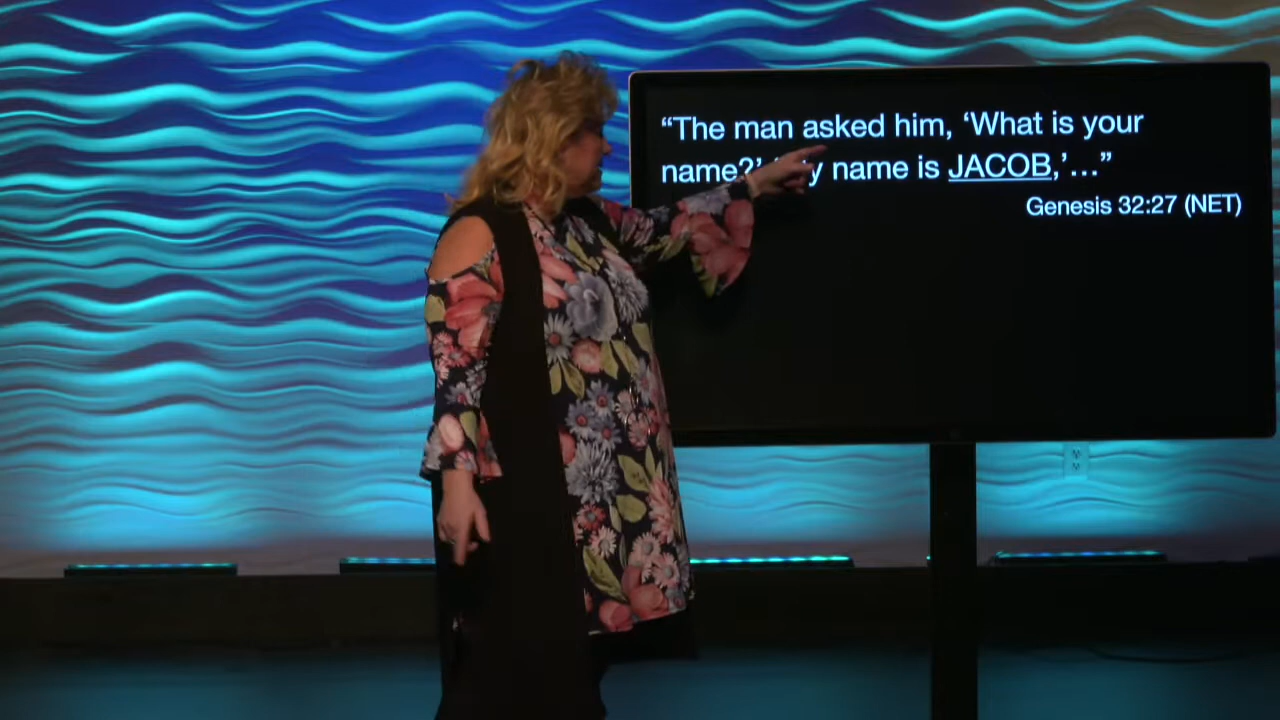 “The man asked him, ‘What is your
name?’ y name is JACOB,’…”
Genesis 32:27 (NET)